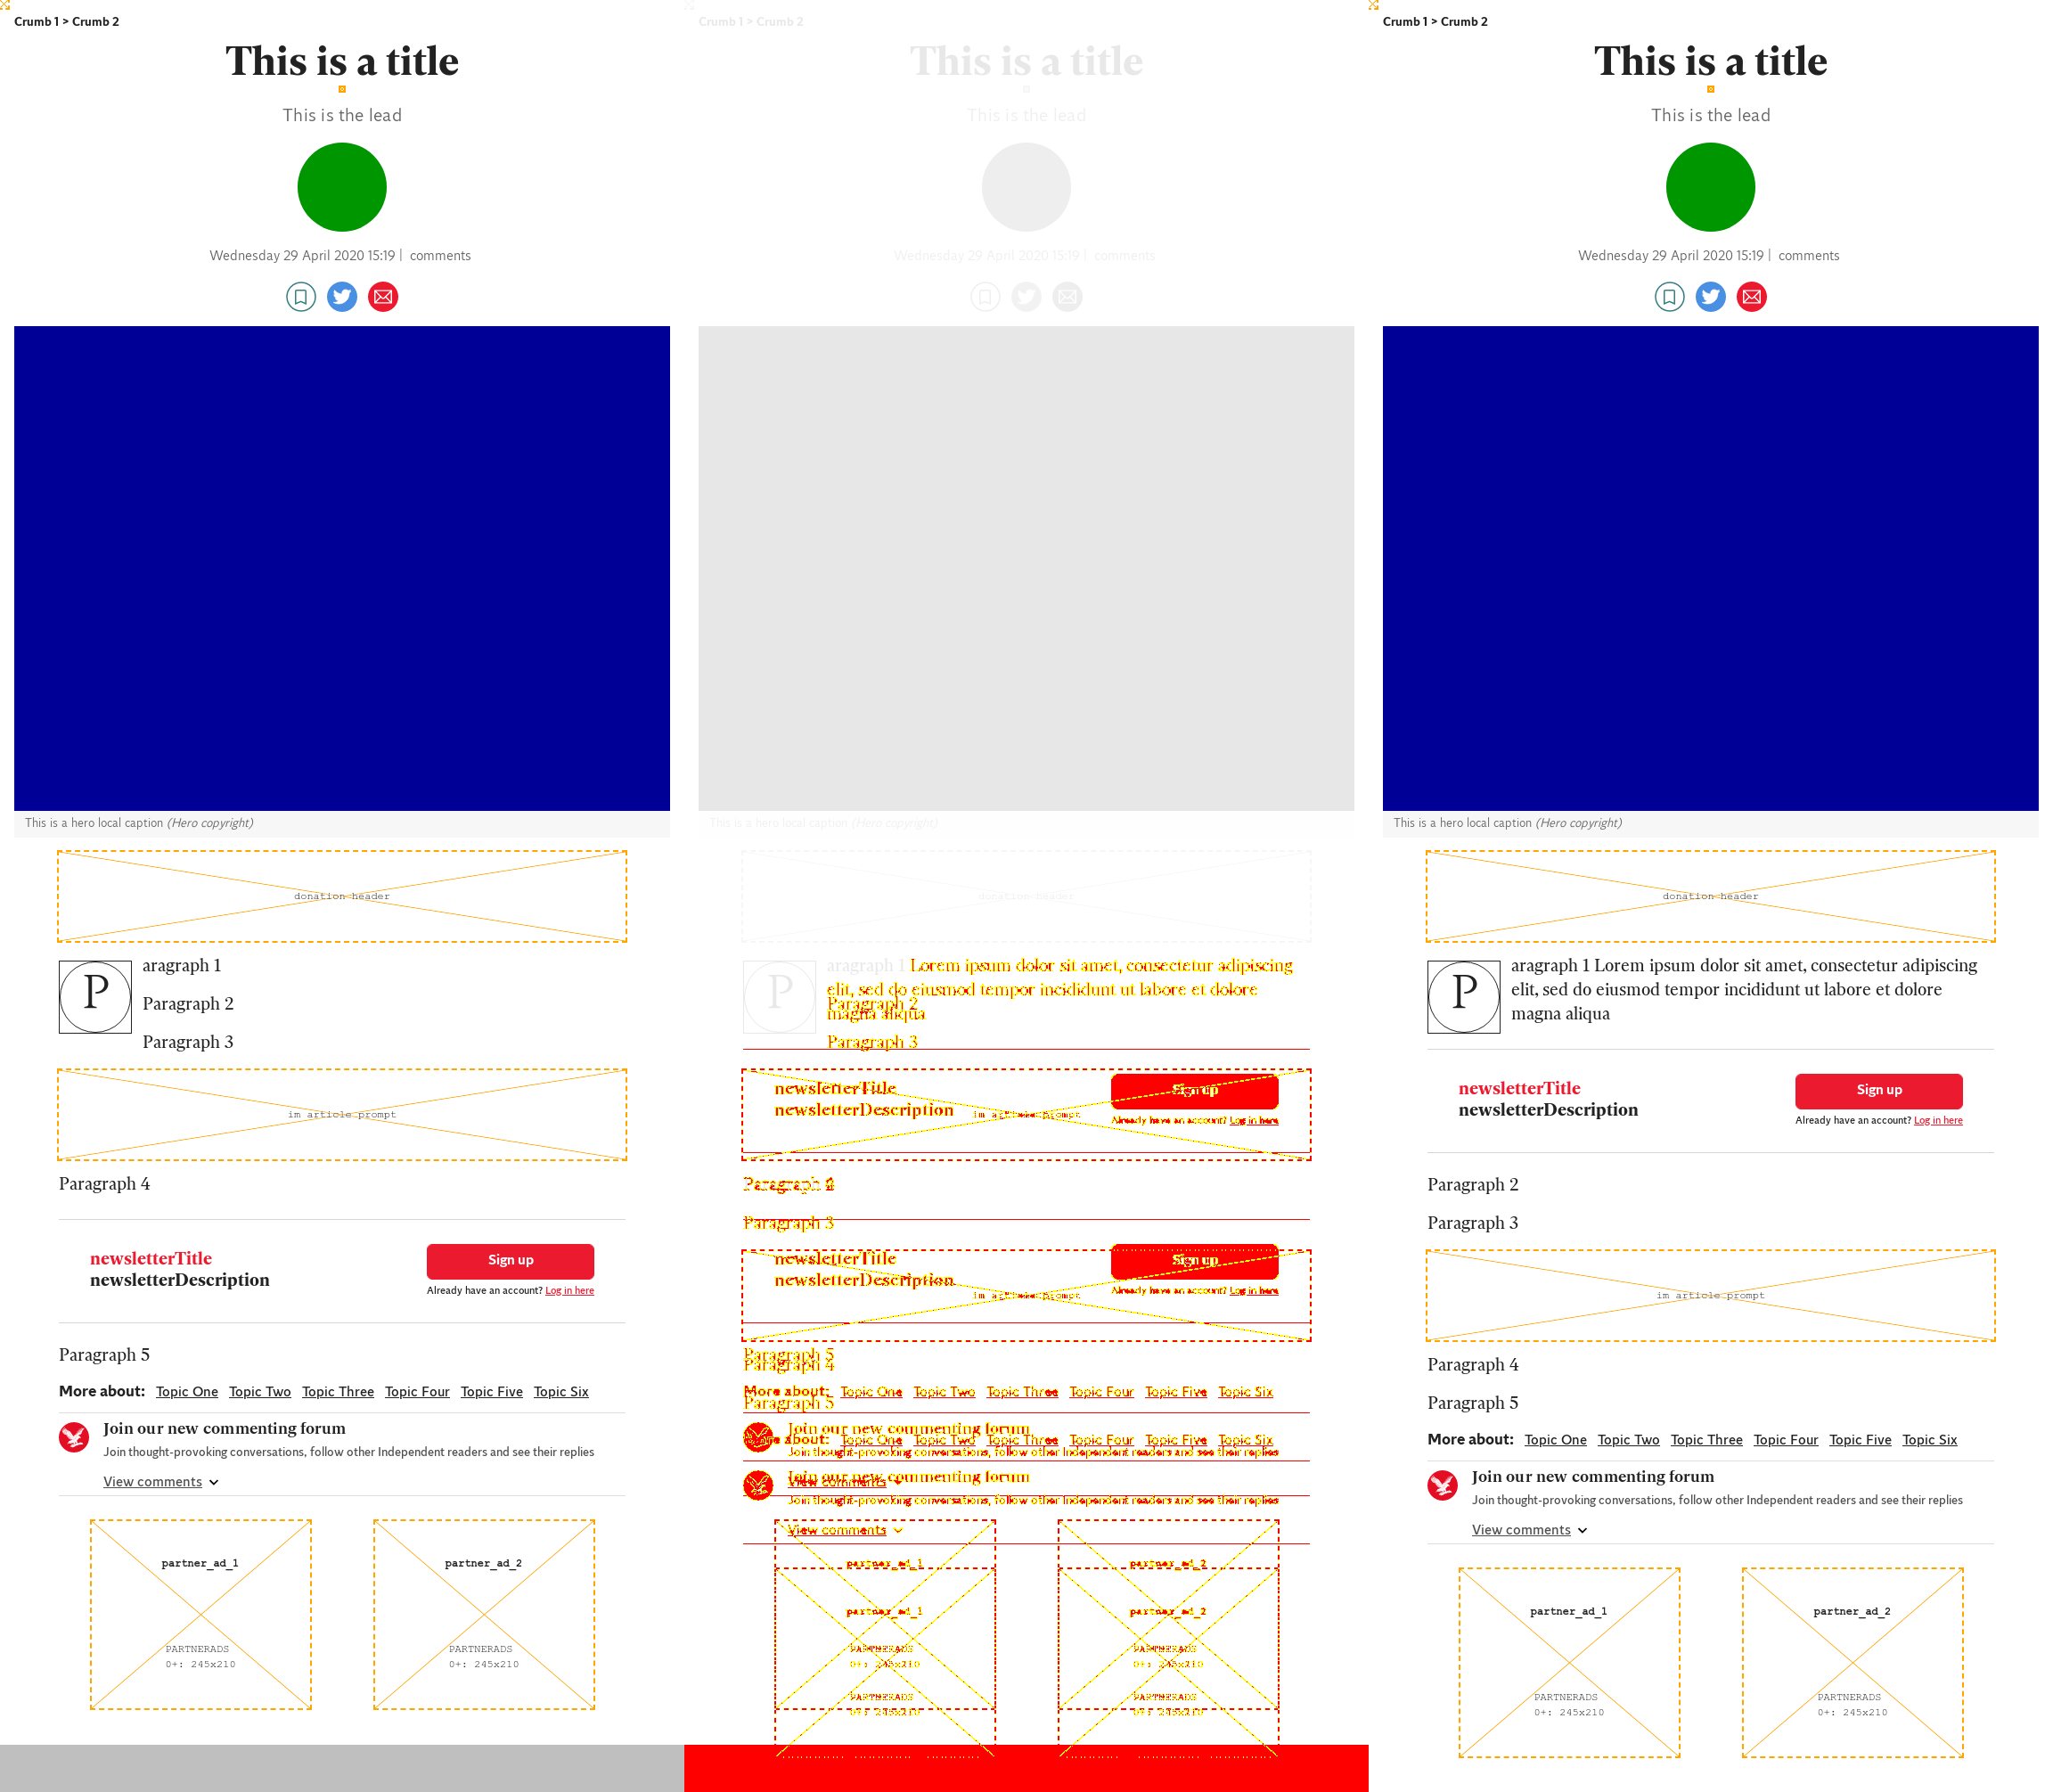 Crumb 1 > Crumb 2
This is a title
This is the lead
Wednesday 29 April 2020 15:19 | comments
This is a hero local caption (Hero copyright)
donation header
P
aragraph 1
Paragraph 2
Paragraph 3
im article prompt
Paragraph 4
newsletterTitle
newsletterDescription
Sign up
Already have an account? Log in here
Paragraph 5
More about: Topic One Topic Two Topic Three Topic Four Topic Five Topic Six
Join our new commenting forum
Join thought-provoking conversations, follow other Independent readers and see their replies
View comments
partner_ad_1
PARTNERADS
0+: 245x210
partner_ad_2
PARTNERADS
0+: 245x210
Crumb 1 > Crumb 2
This is a title
This is the lead
Wednesday 29 April 2020 15:19 | comments
This is a hero local caption (Hero copyright)
donation header
P
aragraph 1 Lorem ipsum dolor sit amet, consectetur adipiscing
elit, sed do eiusmod tempor incididunt ut labore et dolore
Paragraph 2
magna aliqua
Paragraph 3
newsletterTitle
newsletterDescription
im article prompt
Sign up
Already have an account? Log in here
Paragraph
Paragraph 3
newsletterTitle
newsletterDescription
im article prompt
Sign up
Already have an account? Log in here
Paragraph 5
Paragraph 4
More about: Topic One Topic Two Topic Three Topic Four Topic Five Topic Six
Paragraph 5
Join our new commenting forum
about: Topic One Topic Two Topic Three Topic Four Topic Five Topic Six
Join thought-provoking conversations, follow other Independent readers and see their replies
Join our new commenting forum
View comments
Join thought-provoking conversations, follow other Independent readers and see their replies
View comments
partner_ad_1
partner_ad_1
PARTNERADS
0+: 245x210
PARTNERADS
0+: 245x210
partner_ad_2
partner_ad_2
PARTNERADS
0+: 245x210
PARTNERADS
0+: 245x210
Crumb 1 > Crumb 2
This is a title
This is the lead
Wednesday 29 April 2020 15:19 | comments
This is a hero local caption (Hero copyright)
donation header
P
aragraph 1 Lorem ipsum dolor sit amet, consectetur adipiscing
elit, sed do eiusmod tempor incididunt ut labore et dolore
magna aliqua
newsletterTitle
newsletterDescription
Sign up
Already have an account? Log in here
Paragraph 2
Paragraph 3
im article prompt
Paragraph 4
Paragraph 5
More about: Topic One Topic Two Topic Three Topic Four Topic Five Topic Six
Join our new commenting forum
Join thought-provoking conversations, follow other Independent readers and see their replies
View comments
partner_ad_1
PARTNERADS
0+: 245x210
partner_ad_2
PARTNERADS
0+: 245x210